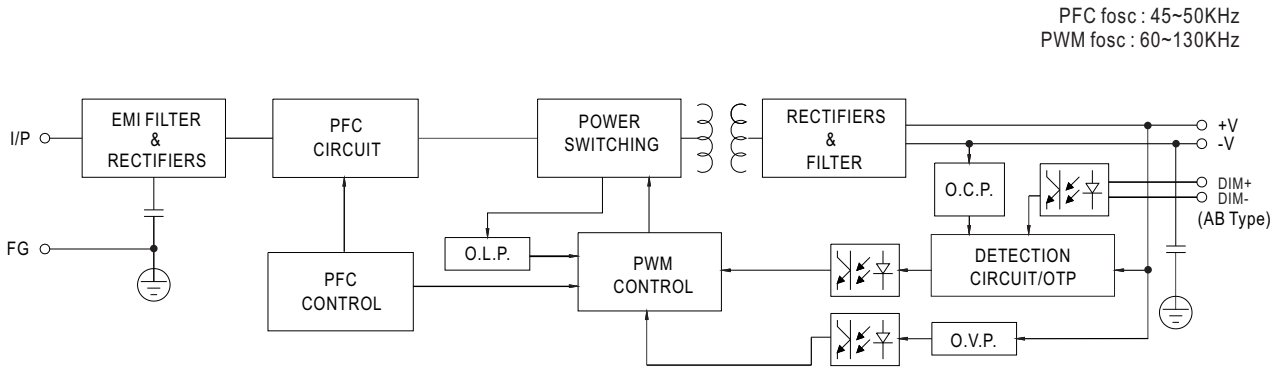 PFC fosc : 45~50KHz
PWM fosc : 60~130KHz
I/P
EMI FILTER
&
RECTIFIERS
PFC
CIRCUIT
POWER
SWITCHING
RECTIFIERS
&
FILTER
+V
-V
O.C.P.
DIM+
DIM-
(AB Type)
FG
O.L.P.
PFC
CONTROL
PWM
CONTROL
DETECTION
CIRCUIT/OTP
O.V.P.